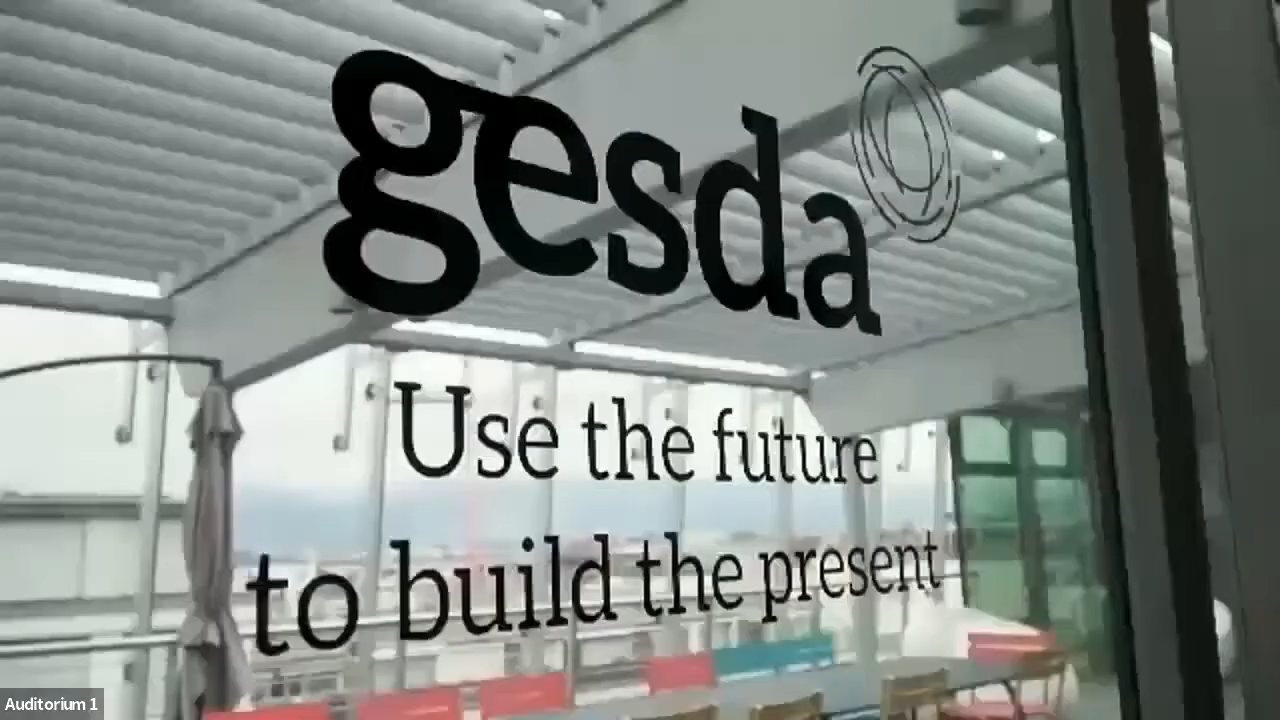 gesda
Use the future
to build the present
Auditorium 1